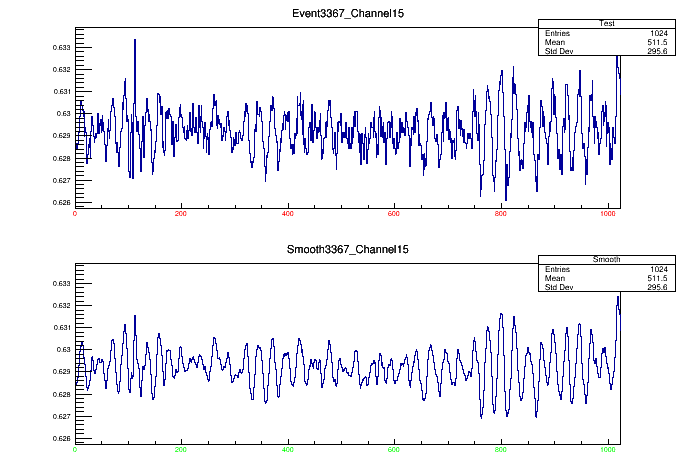 Event3367_Channel15
Test
Entries 1024
Mean 511.5
Std Dev 295.6
0.633
0.632
0.631
0.63
0.629
0.628
0.627
0.626
0 200 400 600 800 1000
Smooth3367_Channel15
Smooth
Entries 1024
Mean 511.5
Std Dev 295.6
0.633
0.632
0.631
0.63
0.629
0.628
0.627
0.626
0 200 400 600 800 1000